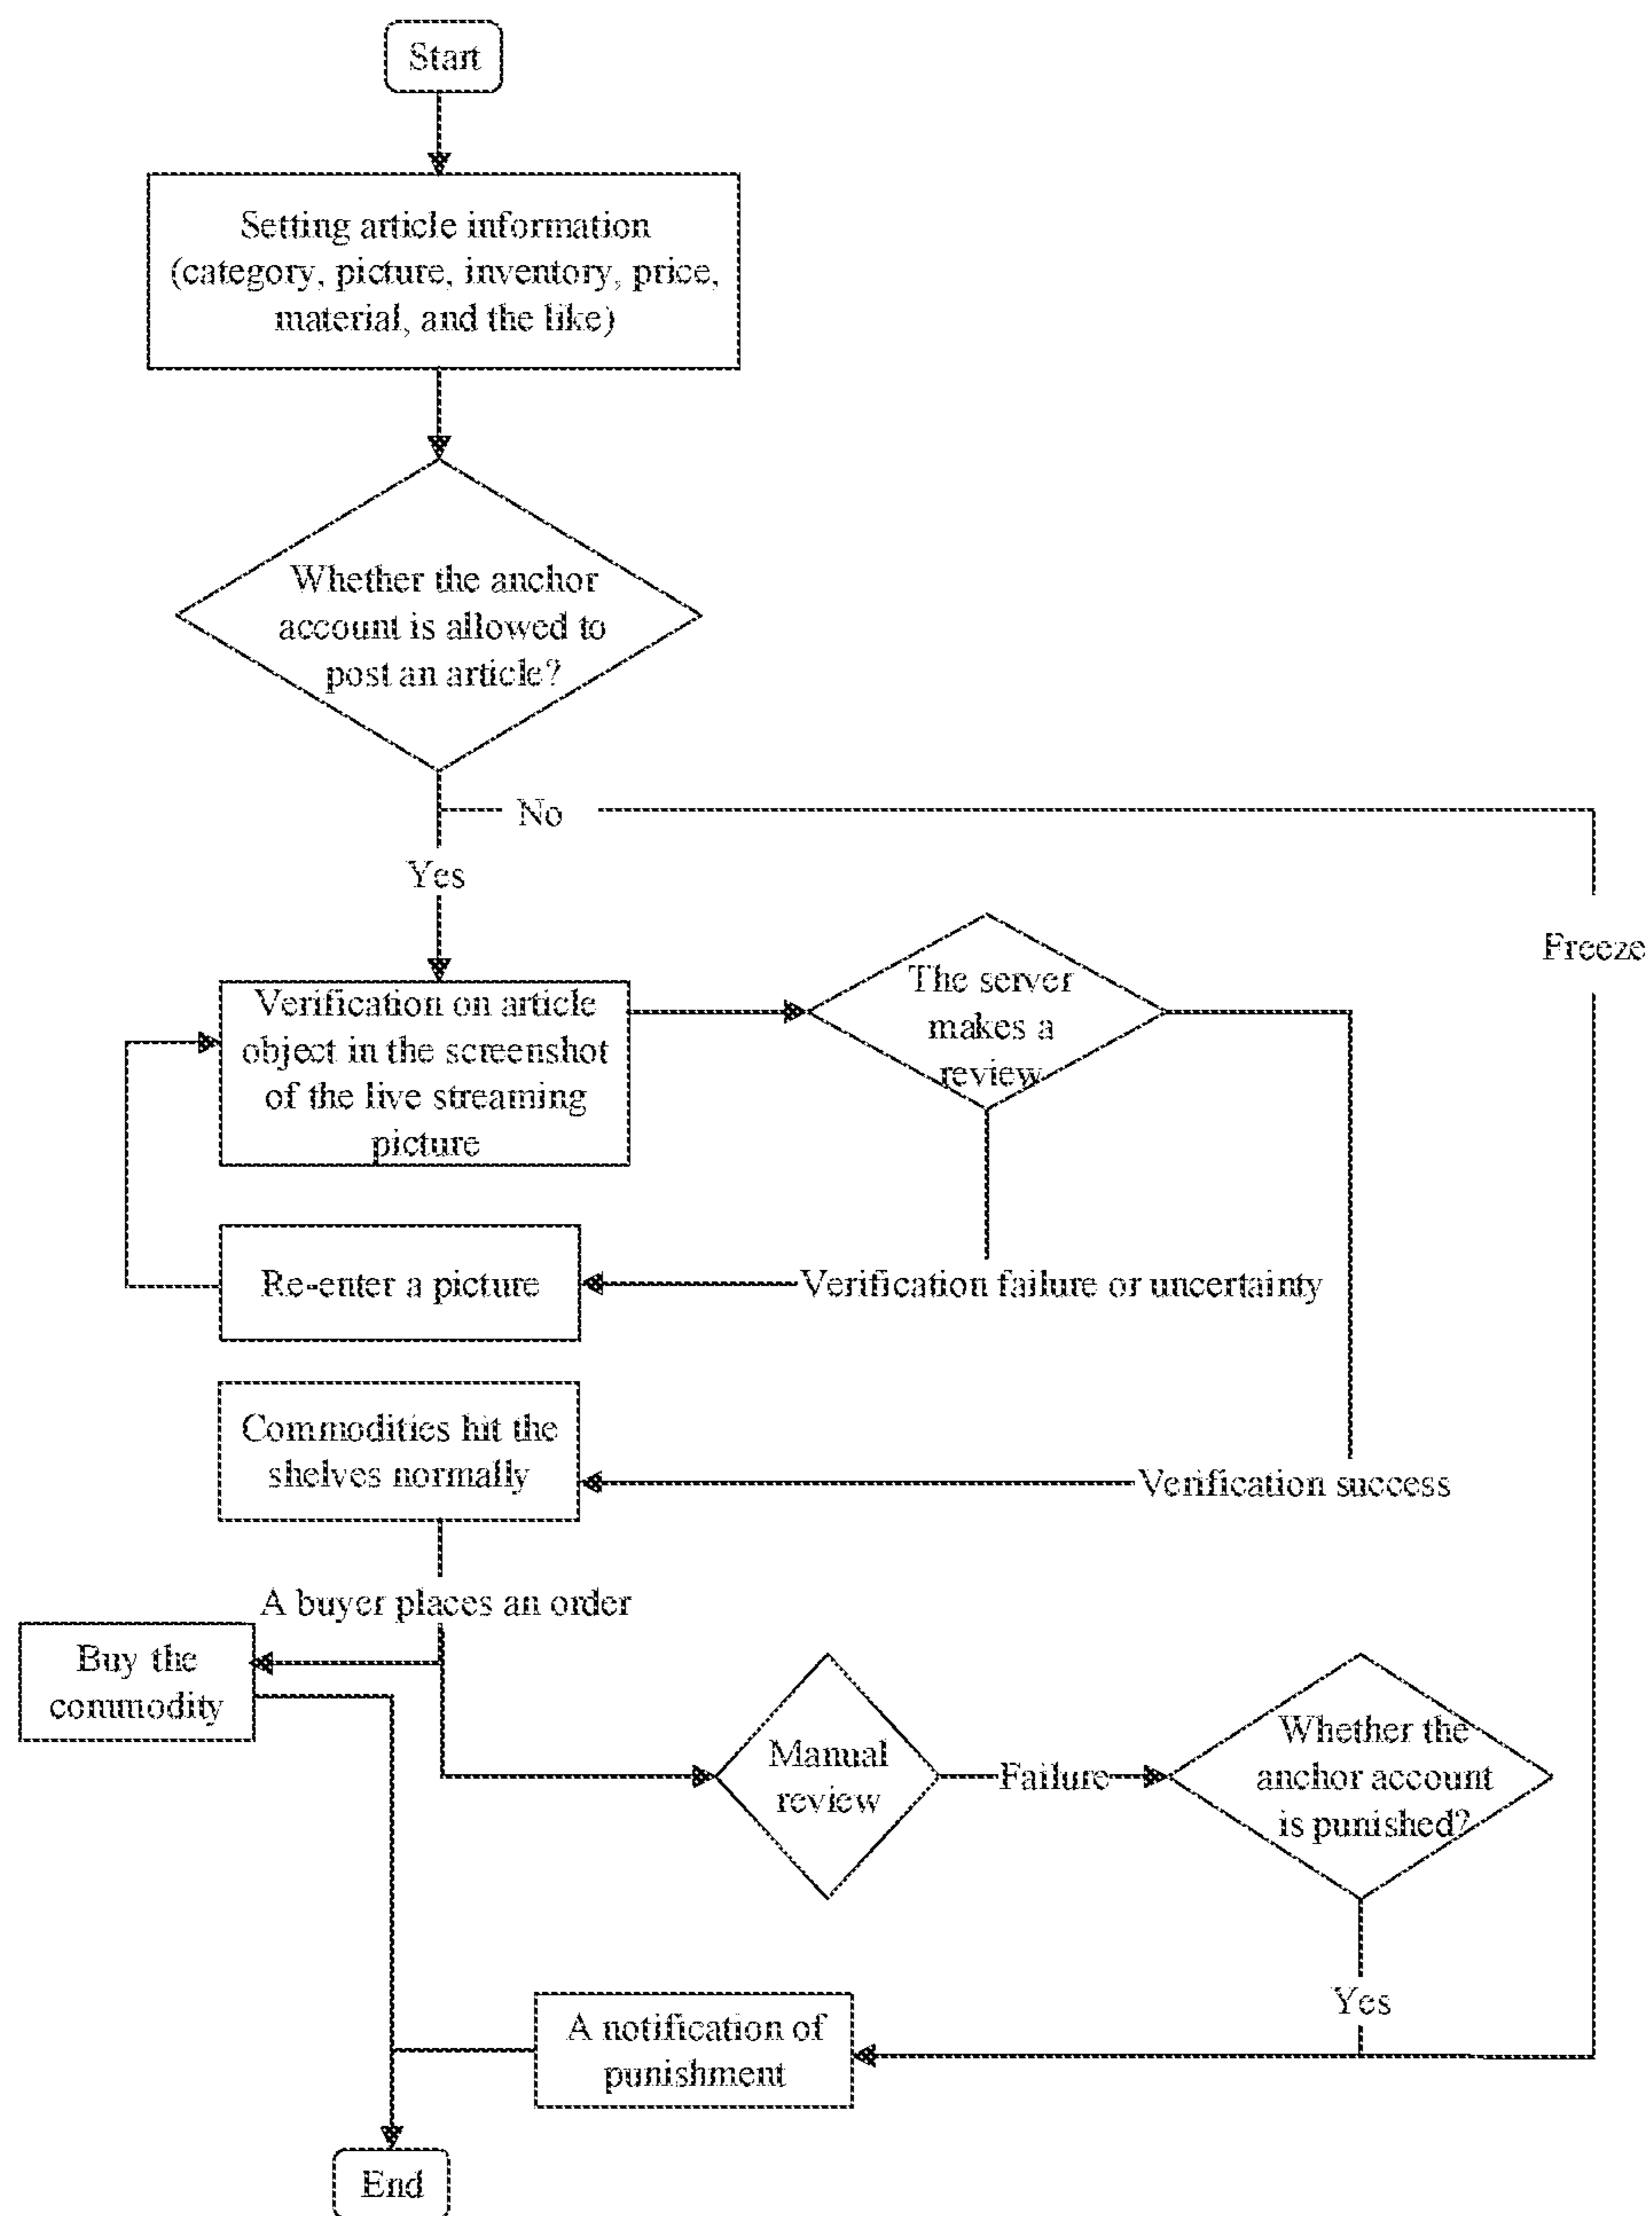 Start
Setting article information
(category, picture, inventory, price,
material, and the like)
Whether the anchor
account is allowed to
post an article?
No
Yes
Freeze
Verification on article
object in the screenshot
of the live streaming
picture
The server
makes a
review
Re-enter a picture
Verification failure or uncertainty
Commodities hit the
shelves normally
Verification success
A buyer places an order
Buy the
commodity
Manual
review
Failure
Whether the
anchor account
is punished?
Yes
A notification of
punishment
End